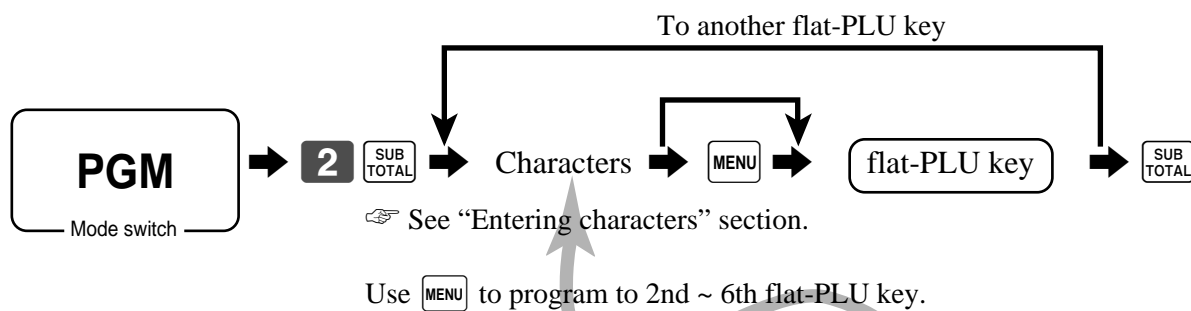 To another flat-PLU key
PGM
Mode switch
2 SUB TOTAL Characters MENU flat-PLU key SUB TOTAL
☞ See “Entering characters” section.
Use MENU to program to 2nd ~ 6th flat-PLU key.